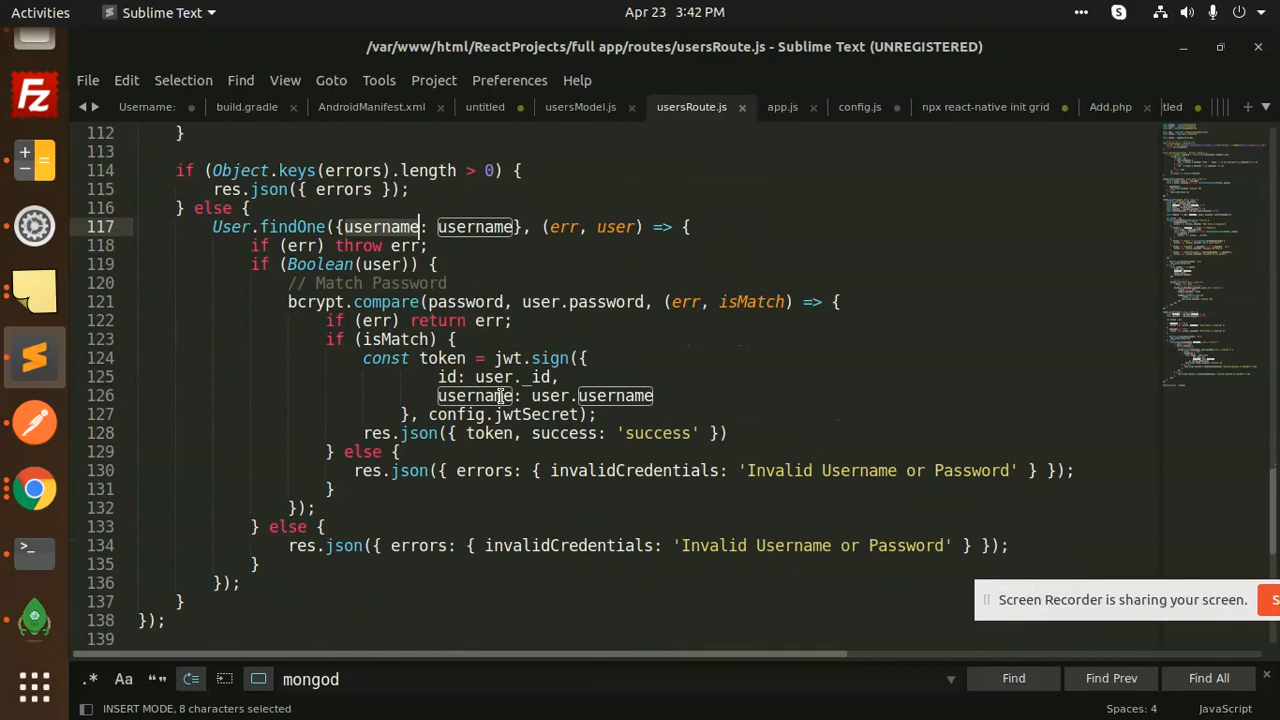 Activities Sublime Text Apr 23 3:42 PM
/var/www/html/ReactProjects/full app/routes/usersRoute.js - Sublime Text (UNREGISTERED)
File Edit Selection Find View Goto Tools Project Preferences Help
Username: build.gradle AndroidManifest.xml untitled usersModel.js usersRoute.js app.js config.js npx react-native init grid Add.php tled
112 }
113
114 if (Object.keys(errors).length > 0) {
115 res.json({ errors });
116 } else {
117 User.findOne({username: username}, (err, user) => {
118 if (err) throw err;
119 if (Boolean(user)) {
120 // Match Password
121 bcrypt.compare(password, user.password, (err, isMatch) => {
122 if (err) return err;
123 if (isMatch) {
124 const token = jwt.sign({
125 id: user._id,
126 username: user.username
127 }, config.jwtSecret);
128 res.json({ token, success: 'success' })
129 } else {
130 res.json({ errors: { invalidCredentials: 'Invalid Username or Password' } });
131 }
132 });
133 } else {
134 res.json({ errors: { invalidCredentials: 'Invalid Username or Password' } });
135 }
136 });
137 }
138 });
139
Screen Recorder is sharing your screen. S
.* Aa “” mongod Find Find Prev Find All
INSERT MODE, 8 characters selected Spaces: 4 JavaScript